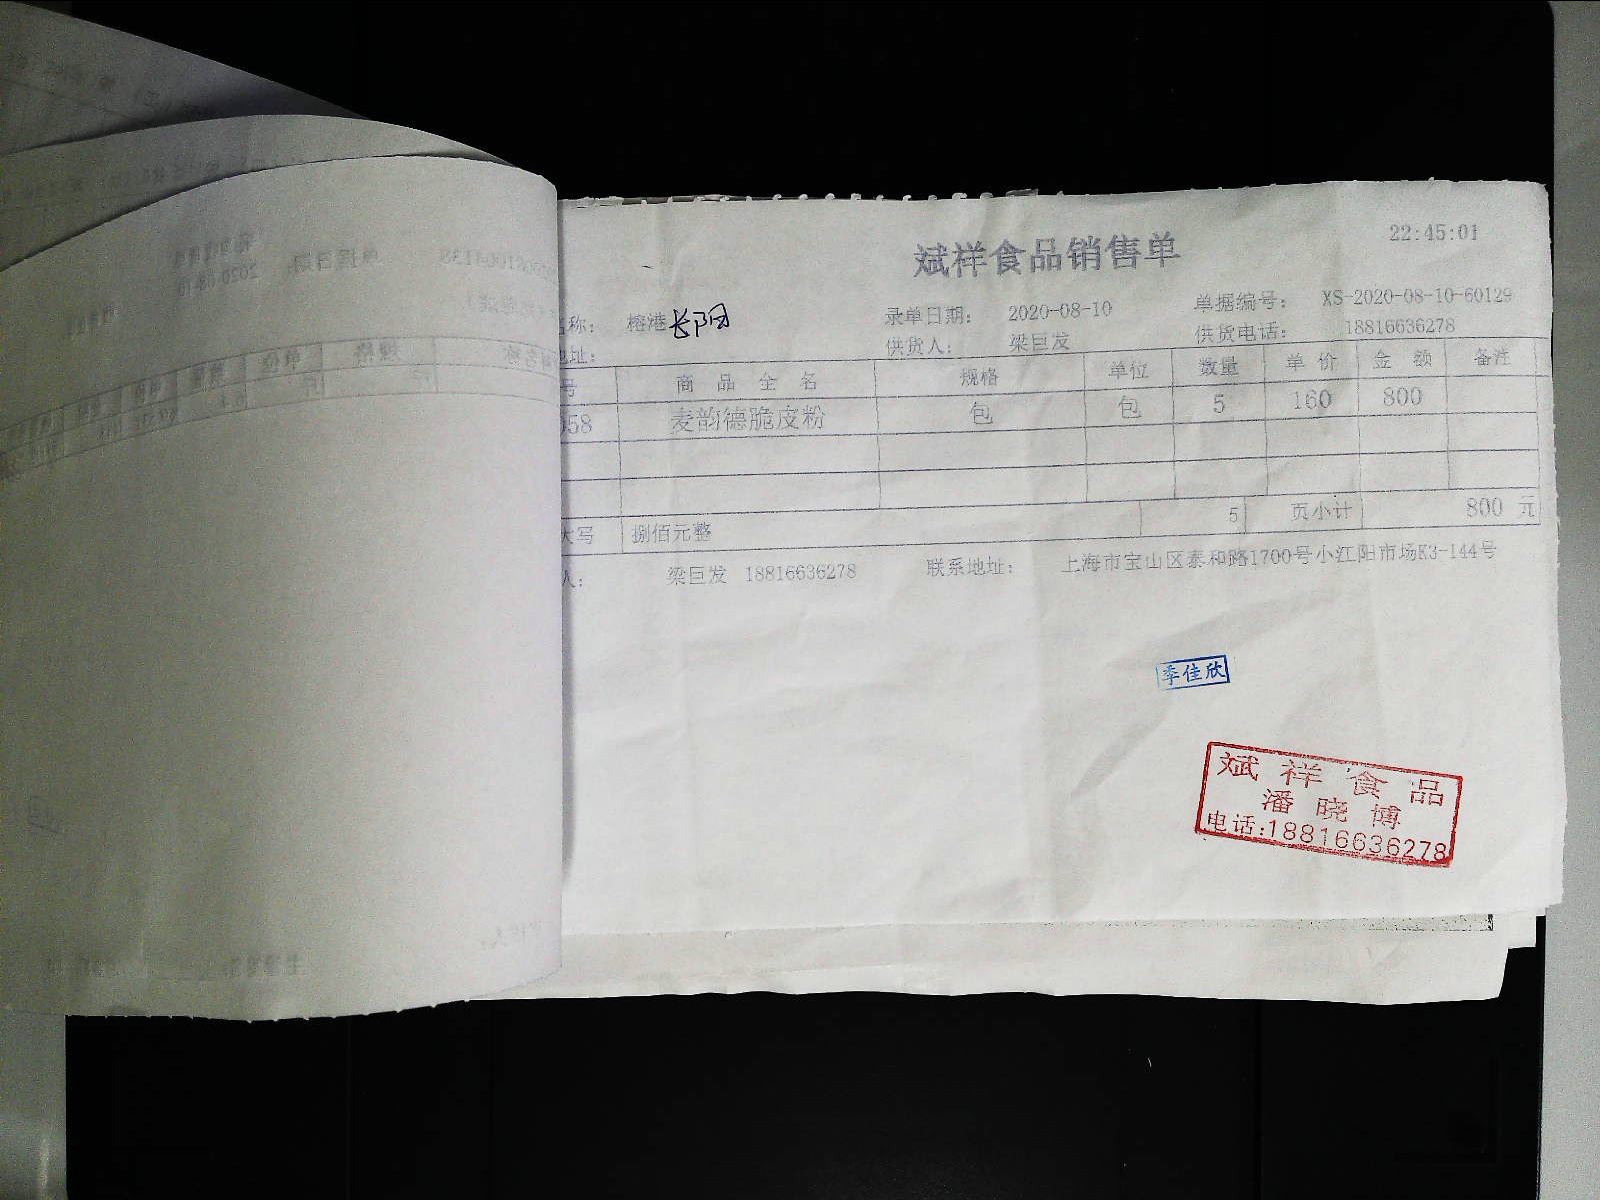 22:45:01
斌祥食品销售单
名称: 榕港长阳 录单日期: 2020-08-10 单据编号: XS-2020-08-10-60129
地址: 供货人: 梁巨发 供货电话: 18816636278
号 商品全名 规格 单位 数量 单价 金额 备注
058 麦韵德脆皮粉 包 包 5 160 800
大写 捌佰元整 5 页小计 800 元
人: 梁巨发 18816636278 联系地址: 上海市宝山区泰和路1700号小江阳市场K3-144号
季佳欣
斌祥食品
潘晓博
电话:18816636278